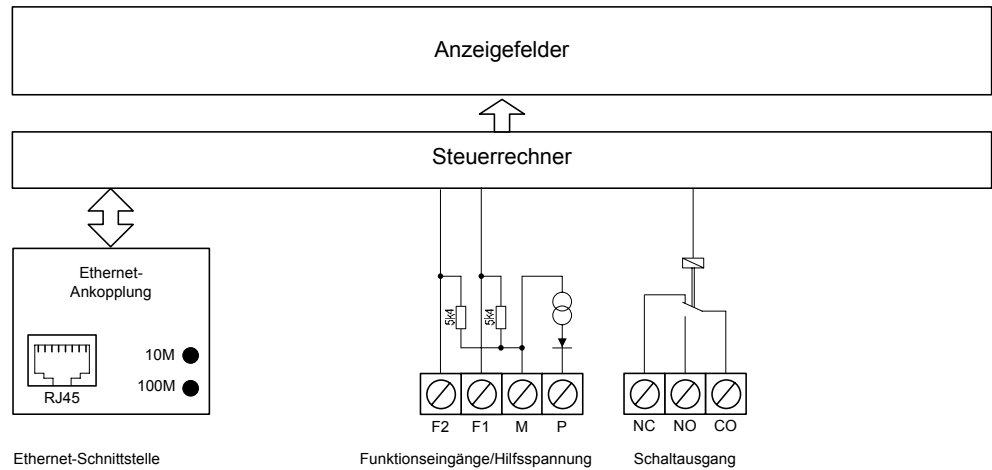 Anzeigefelder
Steuerrechner
Ethernet-
Ankopplung
10M
100M
RJ45
5k4
5k4
F2 F1 M P
NC NO CO
Ethernet-Schnittstelle
Funktionseingänge/Hilfsspannung
Schaltausgang